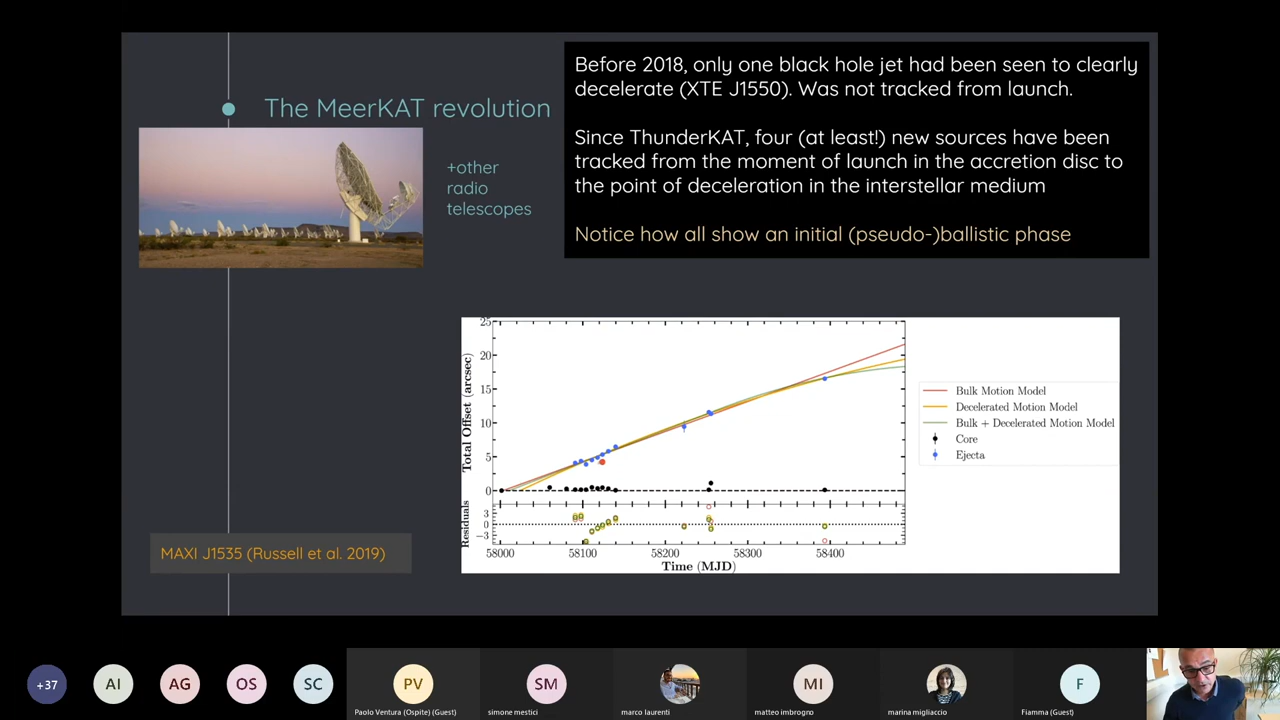 The MeerKAT revolution
+other
radio
telescopes
Before 2018, only one black hole jet had been seen to clearly
decelerate (XTE J1550). Was not tracked from launch.
Since ThunderKAT, four (at least!) new sources have been
tracked from the moment of launch in the accretion disc to
the point of deceleration in the interstellar medium
Notice how all show an initial (pseudo-)ballistic phase
Total Offset (arcsec)
25
20
15
10
5
0
Residuals
3
0
−3
58000 58100 58200 58300 58400
Time (MJD)
Bulk Motion Model
Decelerated Motion Model
Bulk + Decelerated Motion Model
Core
Ejecta
MAXI J1535 (Russell et al. 2019)
+37 AI AG OS SC PV SM MI F
Paolo Ventura (Ospite) (Guest) simone mestici marco laurenti matteo imbrogno marina migliaccio Fiamma (Guest)